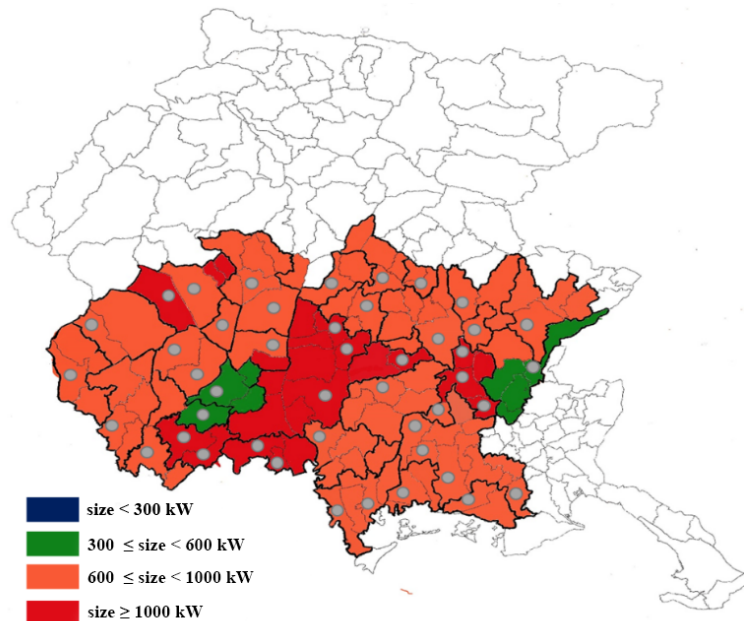 size < 300 kW
300 ≤ size < 600 kW
600 ≤ size < 1000 kW
size ≥ 1000 kW